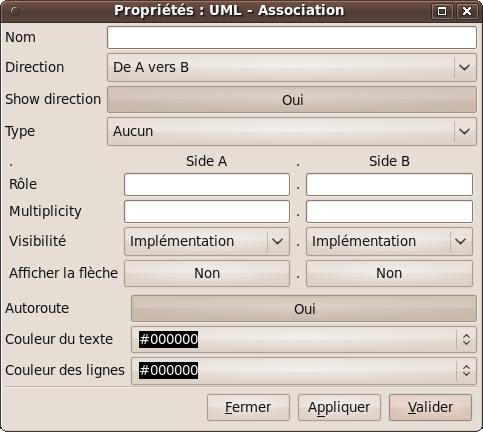 Propriétés : UML - Association
Nom
Direction De A vers B
Show direction Oui
Type Aucun
. Side A . Side B
Rôle .
Multiplicity .
Visibilité Implémentation . Implémentation
Afficher la flèche Non . Non
Autoroute Oui
Couleur du texte #000000
Couleur des lignes #000000
Fermer Appliquer Valider